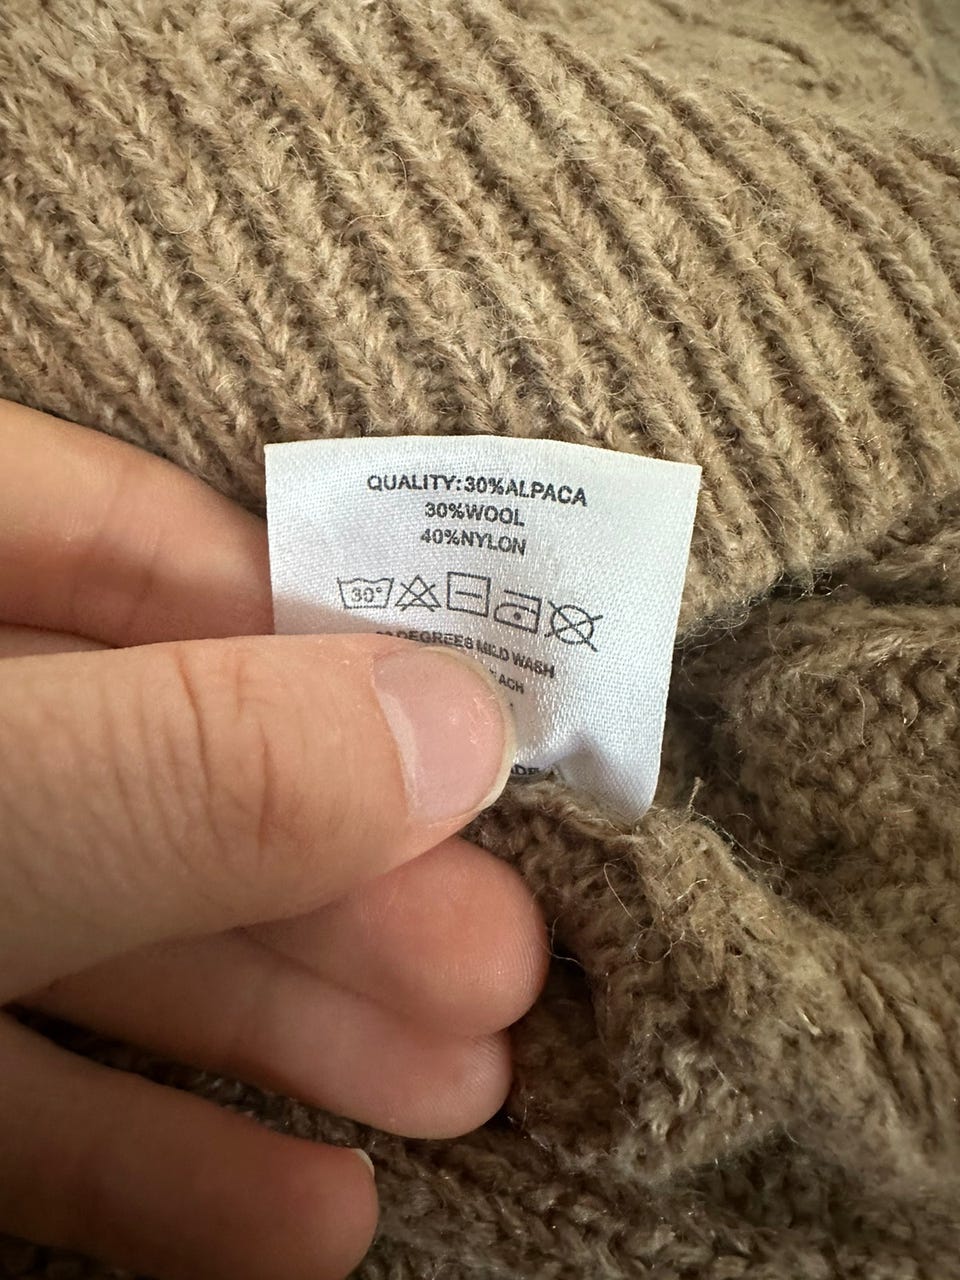 QUALITY:30%ALPACA
30%WOOL
40%NYLON
30°
DEGREES MILD WASH